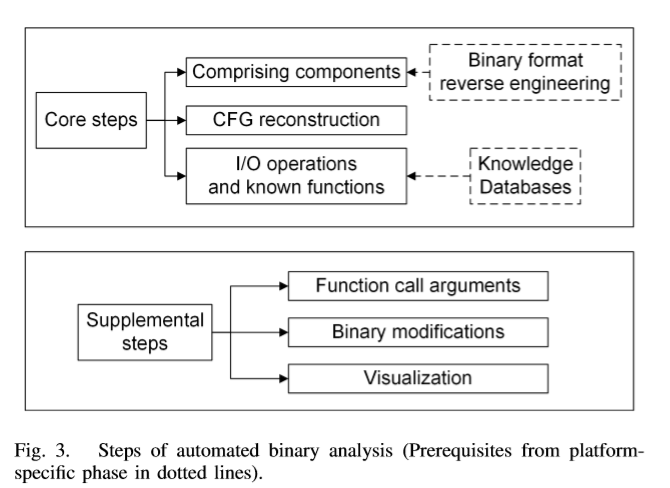 Core steps
Comprising components
Binary format
reverse engineering
CFG reconstruction
I/O operations
and known functions
Knowledge
Databases
Supplemental
steps
Function call arguments
Binary modifications
Visualization
Fig. 3. Steps of automated binary analysis (Prerequisites from platform-
specific phase in dotted lines).